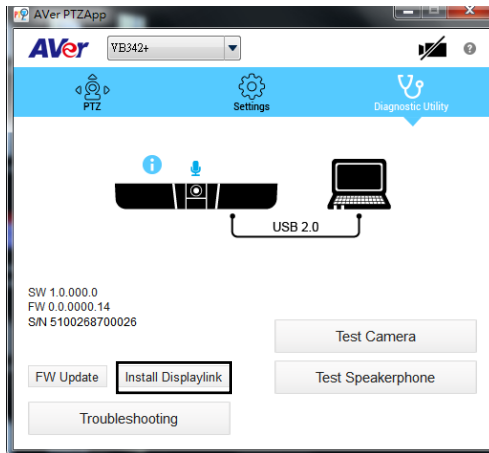 AVer PTZApp
AVer VB342+
?
PTZ Settings Diagnostic Utility
i
USB 2.0
SW 1.0.000.0
FW 0.0.0000.14
S/N 5100268700026
Test Camera
FW Update Install Displaylink Test Speakerphone
Troubleshooting